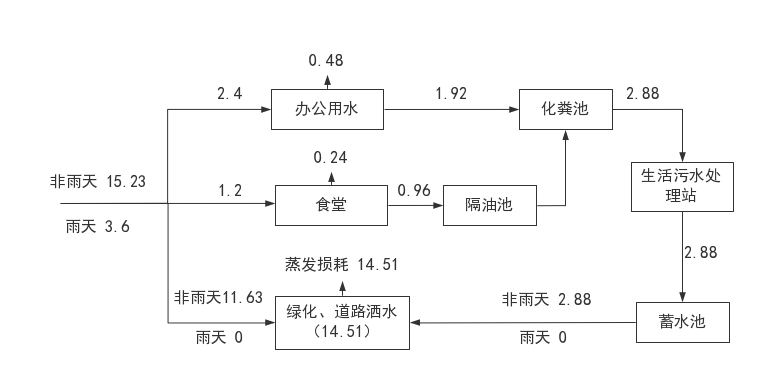 0.48
2.4
办公用水
1.92
化粪池
2.88
0.24
非雨天 15.23
1.2
食堂
0.96
隔油池
生活污水处
理站
雨天 3.6
蒸发损耗 14.51
2.88
非雨天11.63
绿化、道路洒水
（14.51）
非雨天 2.88
蓄水池
雨天 0
雨天 0